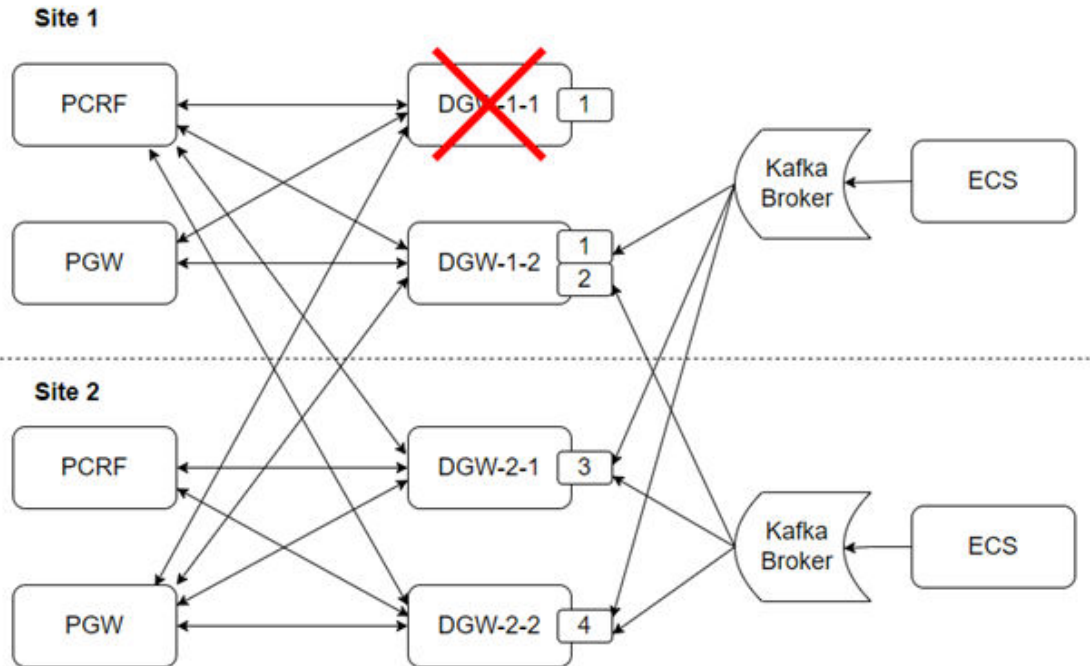 Site 1
PCRF
DGW-1-1
1
Kafka
Broker
ECS
PGW
DGW-1-2
1
2
Site 2
PCRF
DGW-2-1
3
Kafka
Broker
ECS
PGW
DGW-2-2
4